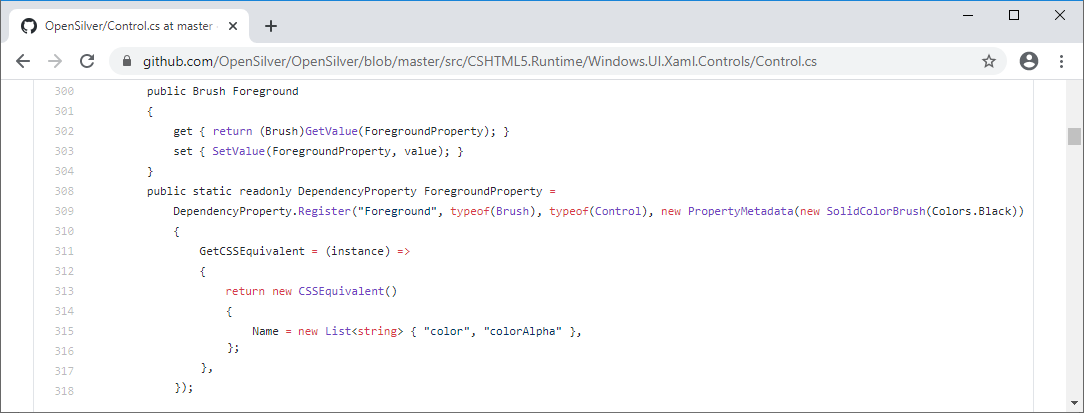 OpenSilver/Control.cs at master
github.com/OpenSilver/OpenSilver/blob/master/src/CSHTML5.Runtime/Windows.UI.Xaml.Controls/Control.cs
300 public Brush Foreground
301 {
302 get { return (Brush)GetValue(ForegroundProperty); }
303 set { SetValue(ForegroundProperty, value); }
304 }
308 public static readonly DependencyProperty ForegroundProperty =
309 DependencyProperty.Register("Foreground", typeof(Brush), typeof(Control), new PropertyMetadata(new SolidColorBrush(Colors.Black))
310 {
311 GetCSSEquivalent = (instance) =>
312 {
313 return new CSSEquivalent()
314 {
315 Name = new List<string> { "color", "colorAlpha" },
316 };
317 },
318 });